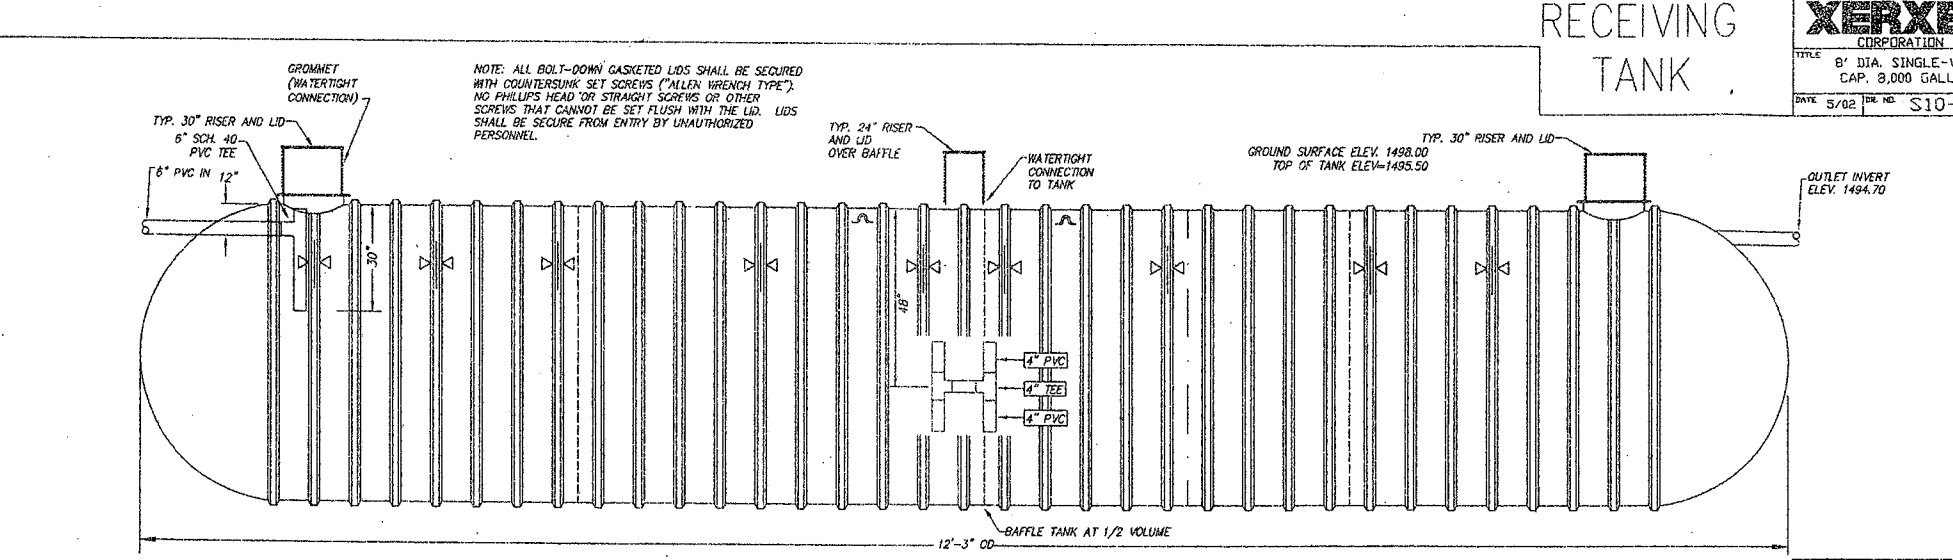 RECEIVING
TANK
XERXE
CORPORATION
TITLE
8' DIA. SINGLE-W
CAP. 8,000 GALL
DATE 5/02 DR. NO. S10-
GROMMET
(WATERTIGHT
CONNECTION)
NOTE: ALL BOLT-DOWN GASKETED LIDS SHALL BE SECURED
WITH COUNTERSUNK SET SCREWS ("ALLEN WRENCH TYPE").
NO PHILLIPS HEAD OR STRAIGHT SCREWS OR OTHER
SCREWS THAT CANNOT BE SET FLUSH WITH THE LID. LIDS
SHALL BE SECURE FROM ENTRY BY UNAUTHORIZED
PERSONNEL.
TYP. 30" RISER AND LID
6" SCH. 40
PVC TEE
6" PVC IN
12"
TYP. 24" RISER
AND LID
OVER BAFFLE
WATERTIGHT
CONNECTION
TO TANK
GROUND SURFACE ELEV. 1498.00
TOP OF TANK ELEV=1495.50
TYP. 30" RISER AND LID
OUTLET INVERT
ELEV. 1494.70
30"
48"
4" PVC
4" TEE
4" PVC
BAFFLE TANK AT 1/2 VOLUME
12'-3" OD